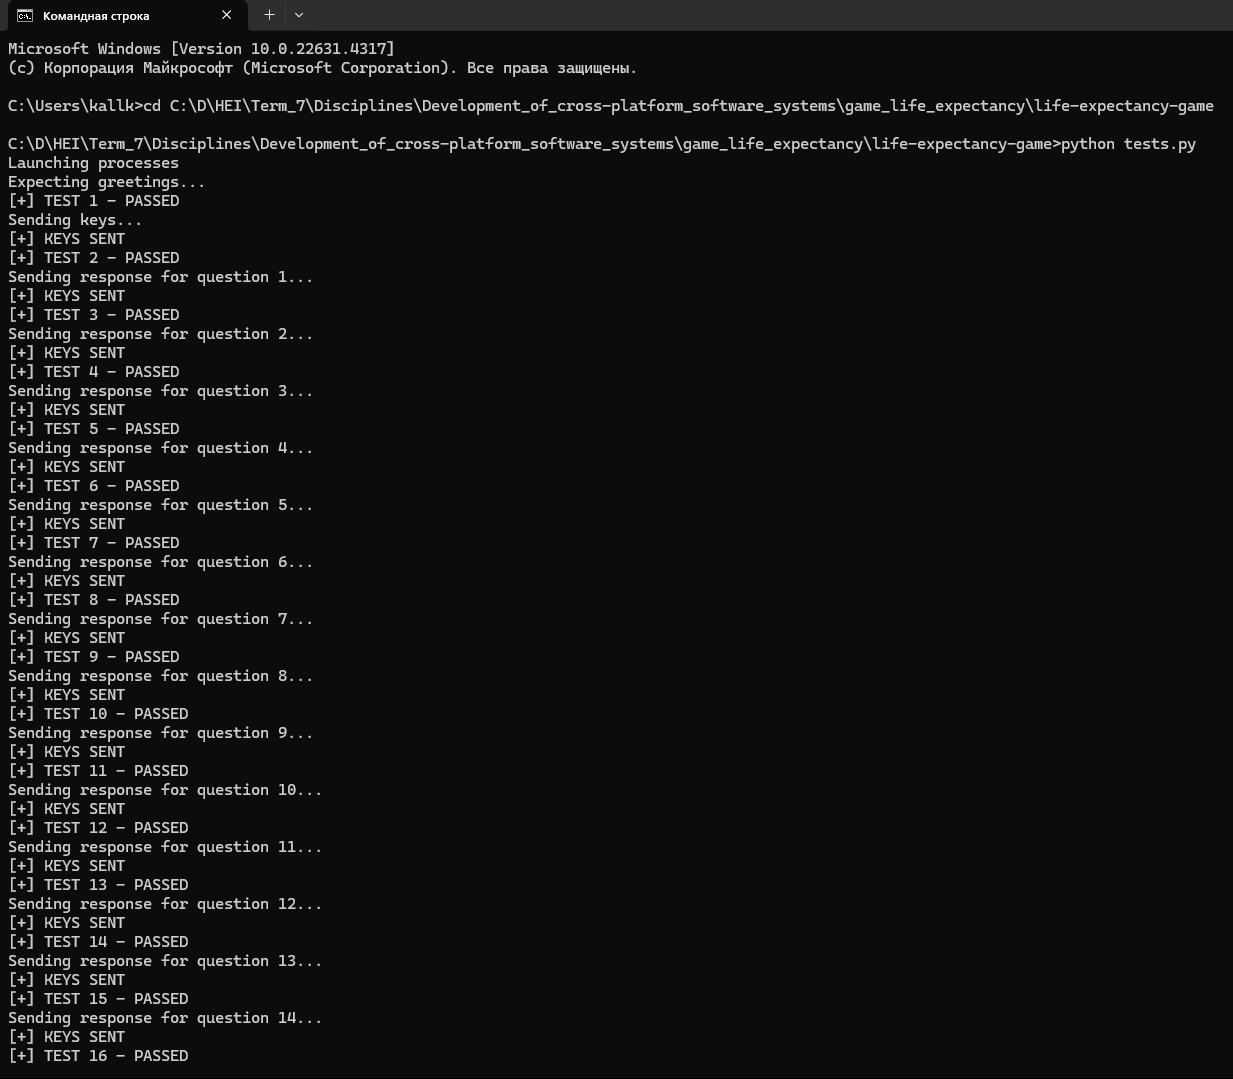 Командная строка
Microsoft Windows [Version 10.0.22631.4317]
(c) Корпорация Майкрософт (Microsoft Corporation). Все права защищены.
C:\Users\kallk>cd C:\D\HEI\Term_7\Disciplines\Development_of_cross-platform_software_systems\game_life_expectancy\life-expectancy-game
C:\D\HEI\Term_7\Disciplines\Development_of_cross-platform_software_systems\game_life_expectancy\life-expectancy-game>python tests.py
Launching processes
Expecting greetings...
[+] TEST 1 - PASSED
Sending keys...
[+] KEYS SENT
[+] TEST 2 - PASSED
Sending response for question 1...
[+] KEYS SENT
[+] TEST 3 - PASSED
Sending response for question 2...
[+] KEYS SENT
[+] TEST 4 - PASSED
Sending response for question 3...
[+] KEYS SENT
[+] TEST 5 - PASSED
Sending response for question 4...
[+] KEYS SENT
[+] TEST 6 - PASSED
Sending response for question 5...
[+] KEYS SENT
[+] TEST 7 - PASSED
Sending response for question 6...
[+] KEYS SENT
[+] TEST 8 - PASSED
Sending response for question 7...
[+] KEYS SENT
[+] TEST 9 - PASSED
Sending response for question 8...
[+] KEYS SENT
[+] TEST 10 - PASSED
Sending response for question 9...
[+] KEYS SENT
[+] TEST 11 - PASSED
Sending response for question 10...
[+] KEYS SENT
[+] TEST 12 - PASSED
Sending response for question 11...
[+] KEYS SENT
[+] TEST 13 - PASSED
Sending response for question 12...
[+] KEYS SENT
[+] TEST 14 - PASSED
Sending response for question 13...
[+] KEYS SENT
[+] TEST 15 - PASSED
Sending response for question 14...
[+] KEYS SENT
[+] TEST 16 - PASSED